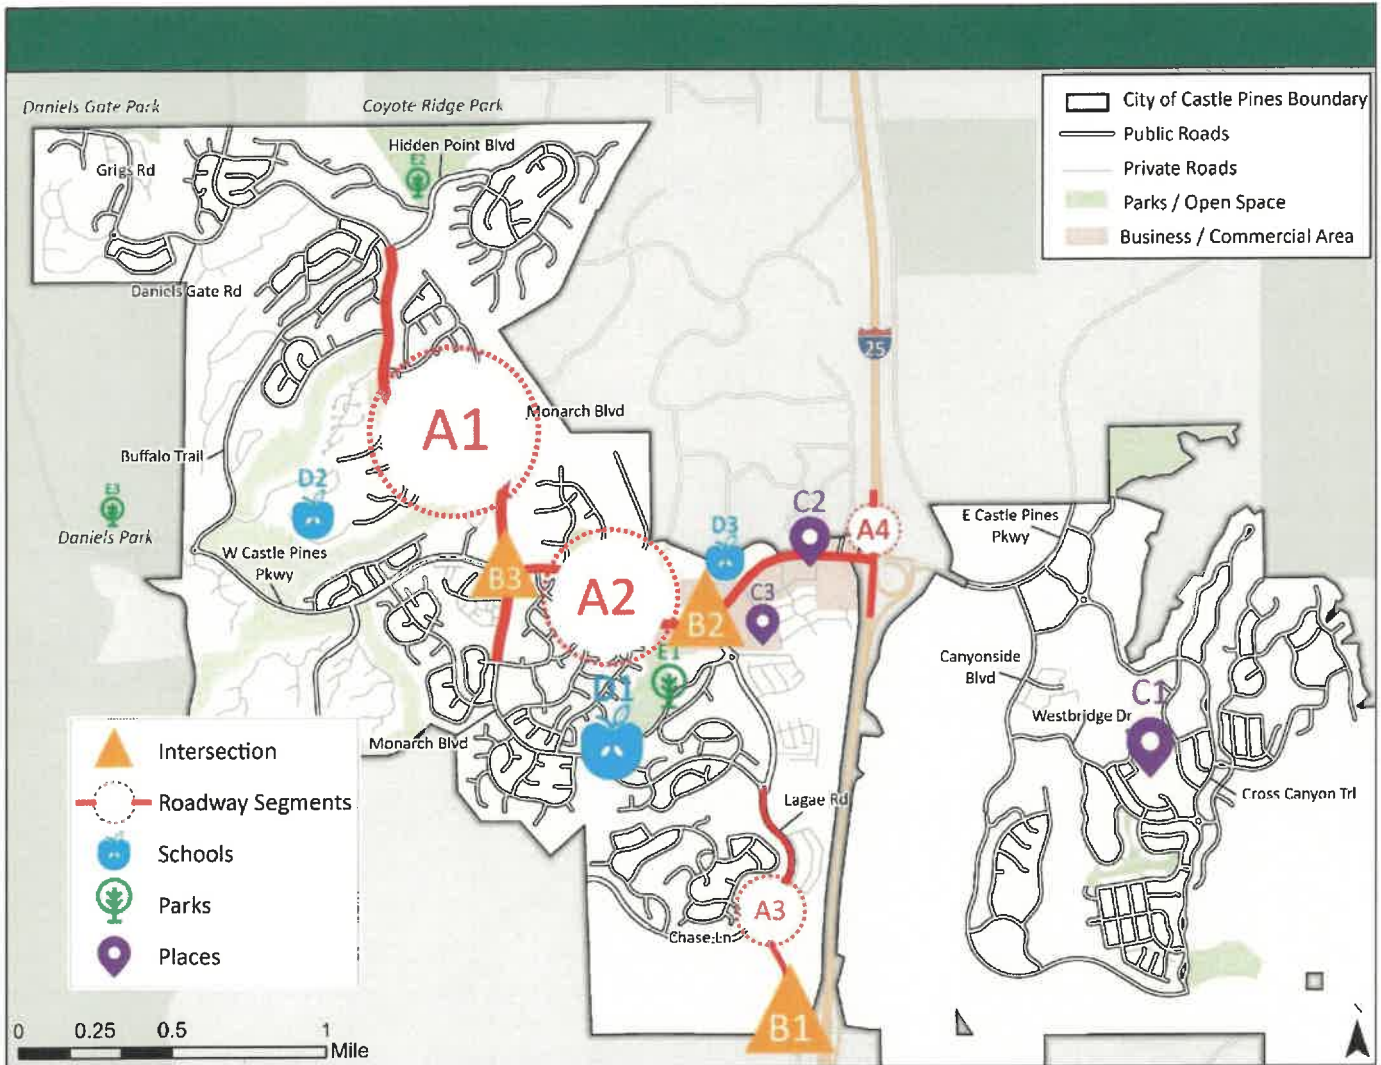 Daniels Gate Park
Coyote Ridge Park
City of Castle Pines Boundary
Public Roads
Private Roads
Parks / Open Space
Business / Commercial Area
Hidden Point Blvd
E2
Grigs Rd
Daniels Gate Rd
25
A1
Monarch Blvd
Buffalo Trail
D2
E3
Daniels Park
W Castle Pines
Pkwy
B3
A2
D3
C2
A4
C3
B2
E Castle Pines
Pkwy
E1
D1
Canyonside
Blvd
C1
Westbridge Dr
Monarch Blvd
Cross Canyon Trl
Lagae Rd
A3
Chase Ln
B1
Intersection
Roadway Segments
Schools
Parks
Places
0 0.25 0.5 1
Mile